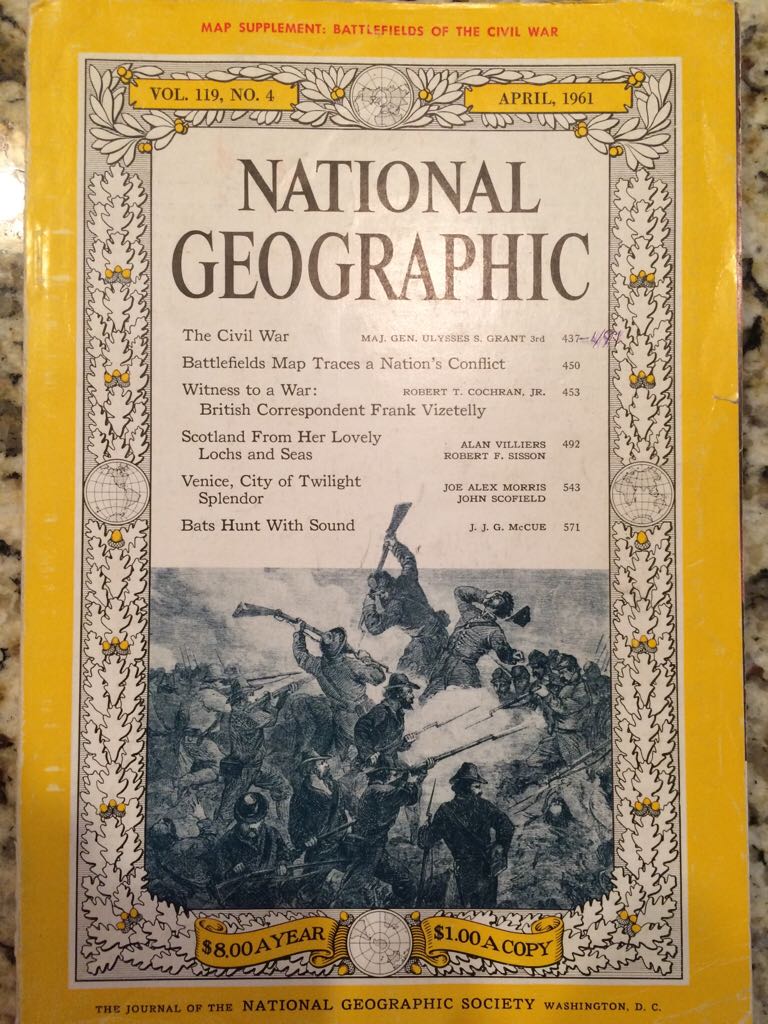 MAP SUPPLEMENT: BATTLEFIELDS OF THE CIVIL WAR
VOL. 119, NO. 4 APRIL, 1961
NATIONAL
GEOGRAPHIC
The Civil War MAJ. GEN. ULYSSES S. GRANT 3rd 437
Battlefields Map Traces a Nation's Conflict 450
Witness to a War: ROBERT T. COCHRAN, JR. 453
British Correspondent Frank Vizetelly
Scotland From Her Lovely ALAN VILLIERS 492
Lochs and Seas ROBERT F. SISSON
Venice, City of Twilight JOE ALEX MORRIS 543
Splendor JOHN SCOFIELD
Bats Hunt With Sound J. J. G. McCUE 571
$8.00 A YEAR $1.00 A COPY
THE JOURNAL OF THE NATIONAL GEOGRAPHIC SOCIETY WASHINGTON, D. C.